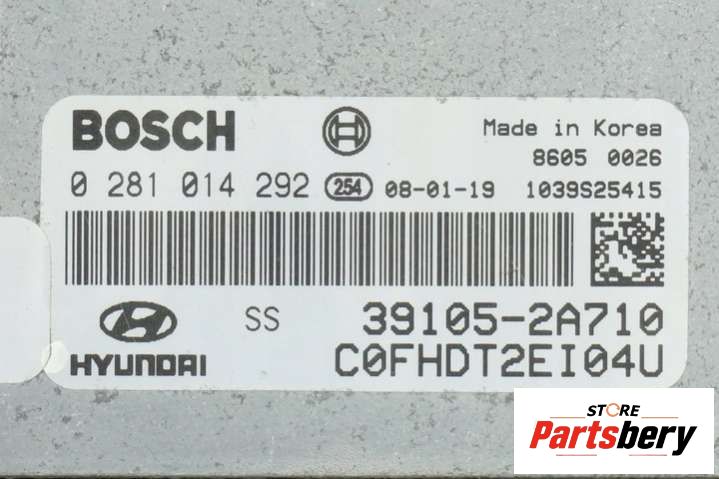 BOSCH
Made in Korea
8605 0026
0 281 014 292 254 08-01-19 1039S25415
HYUNDAI
SS
39105-2A710
C0FHDT2EI04U
STORE
Partsbery